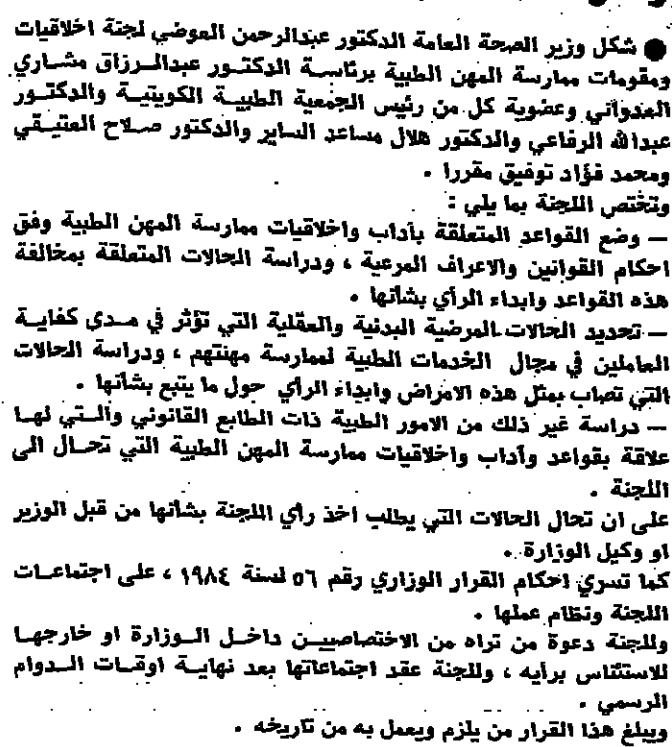 ● شكل وزير الصحة العامة الدكتور عبدالرحمن العوضي لجنة اخلاقيات
ومقومات ممارسة المهن الطبية برئاسة الدكتور عبدالرزاق مشاري
العدواني وعضوية كل من رئيس الجمعية الطبية الكويتية والدكتور
عبدالله الرفاعي والدكتور هلال مساعد الساير والدكتور صلاح العتيقي
ومحمد فؤاد توفيق مقررا .
وتختص اللجنة بما يلي :
— وضع القواعد المتعلقة بآداب واخلاقيات ممارسة المهن الطبية وفق
احكام القوانين والاعراف المرعية ، ودراسة الحالات المتعلقة بمخالفة
هذه القواعد وابداء الرأي بشأنها .
— تحديد الحالات المرضية البدنية والعقلية التي تؤثر في مدى كفاية
العاملين في مجال الخدمات الطبية لممارسة مهنتهم ، ودراسة الحالات
التي تصاب بمثل هذه الامراض وابداء الرأي حول ما يتبع بشأنها .
— دراسة غير ذلك من الامور الطبية ذات الطابع القانوني والتي لها
علاقة بقواعد وآداب واخلاقيات ممارسة المهن الطبية التي تحال الى
اللجنة .
على ان تحال الحالات التي يطلب اخذ رأي اللجنة بشأنها من قبل الوزير
او وكيل الوزارة .
كما تسري احكام القرار الوزاري رقم ٥٦ لسنة ١٩٨٤ ، على اجتماعات
اللجنة ونظام عملها .
وللجنة دعوة من تراه من الاختصاصيين داخل الوزارة او خارجها
للاستئناس برأيه ، وللجنة عقد اجتماعاتها بعد نهاية اوقات الدوام
الرسمي .
ويبلغ هذا القرار من يلزم ويعمل به من تاريخه .